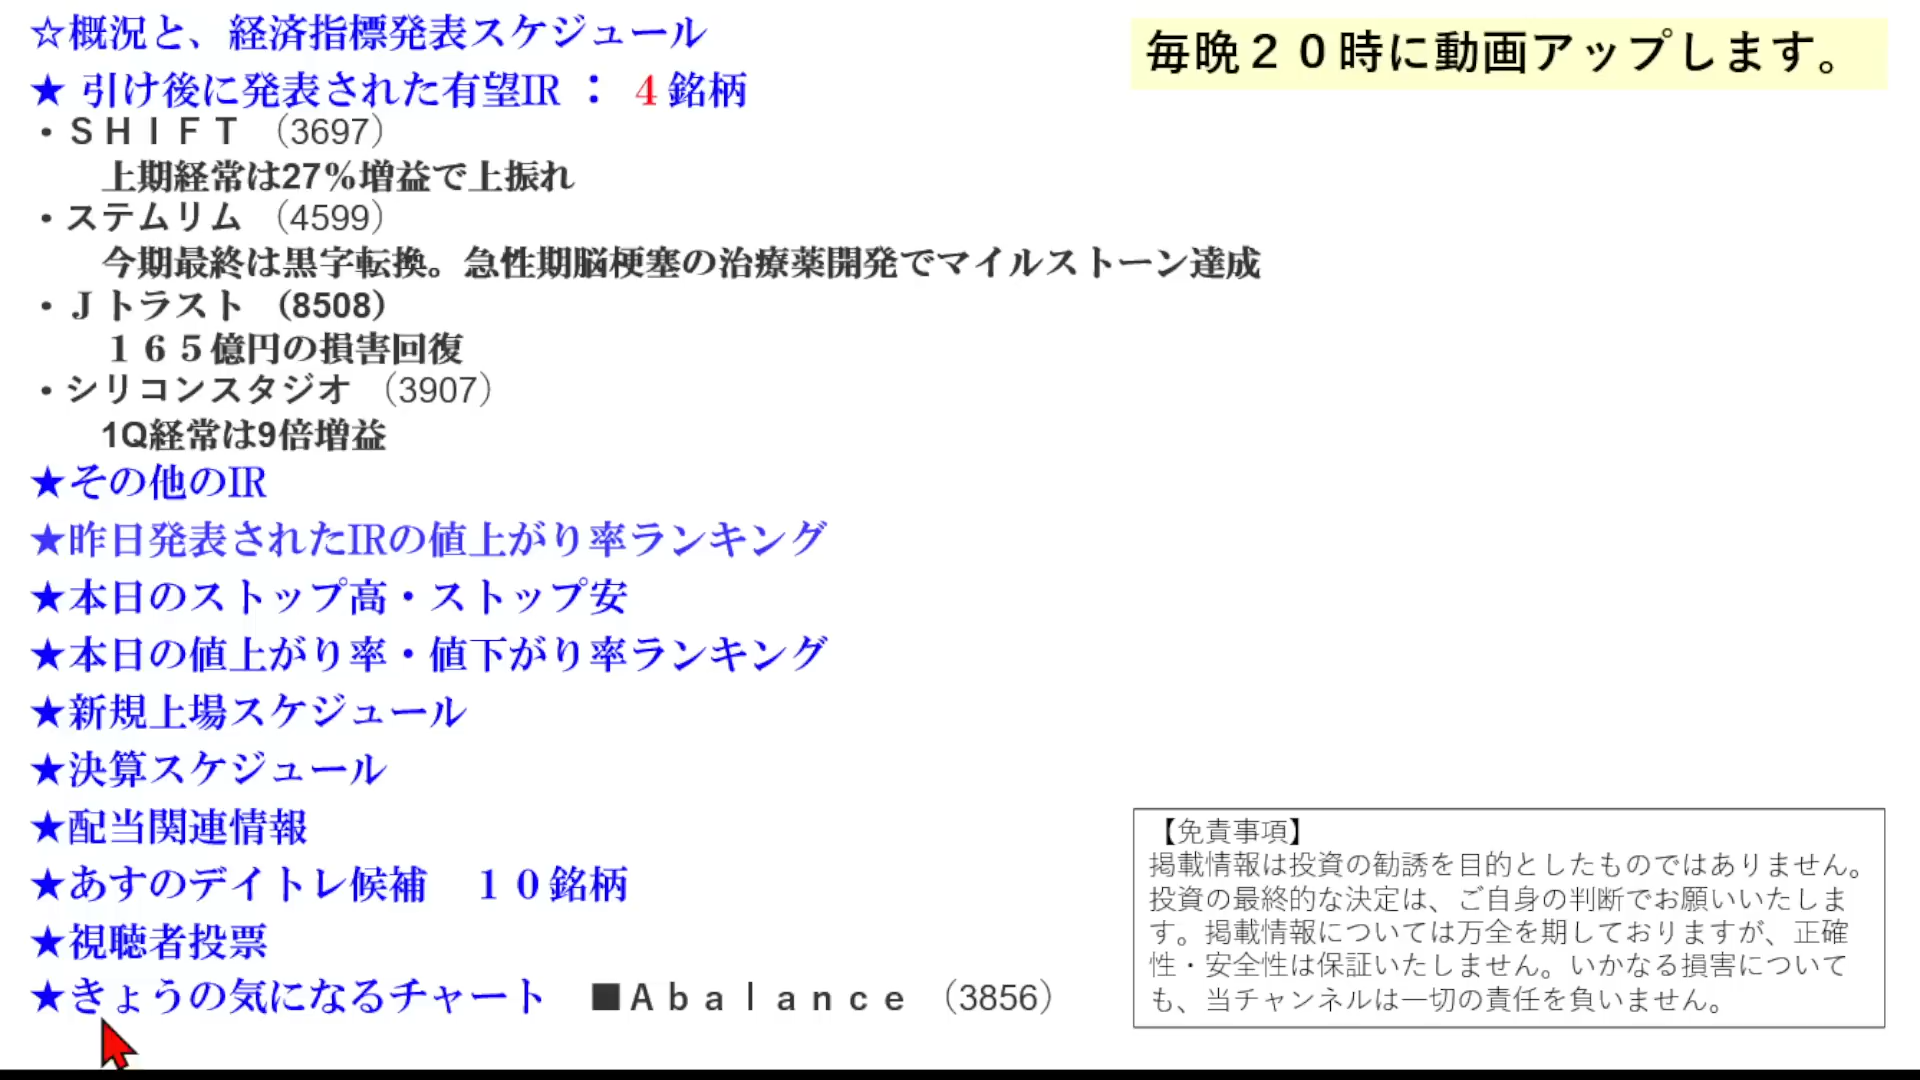 ☆概況と、経済指標発表スケジュール
毎晩２０時に動画アップします。
★ 引け後に発表された有望IR ： ４銘柄
・ＳＨＩＦＴ （3697）
上期経常は27％増益で上振れ
・ステムリム （4599）
今期最終は黒字転換。急性期脳梗塞の治療薬開発でマイルストーン達成
・Ｊトラスト （8508）
１６５億円の損害回復
・シリコンスタジオ （3907）
1Q経常は9倍増益
★その他のIR
★昨日発表されたIRの値上がり率ランキング
★本日のストップ高・ストップ安
★本日の値上がり率・値下がり率ランキング
★新規上場スケジュール
★決算スケジュール
★配当関連情報
★あすのデイトレ候補　１０銘柄
★視聴者投票
★きょうの気になるチャート　■Ａｂａｌａｎｃｅ （3856）
【免責事項】
掲載情報は投資の勧誘を目的としたものではありません。
投資の最終的な決定は、ご自身の判断でお願いいたしま
す。掲載情報については万全を期しておりますが、正確
性・安全性は保証いたしません。いかなる損害について
も、当チャンネルは一切の責任を負いません。